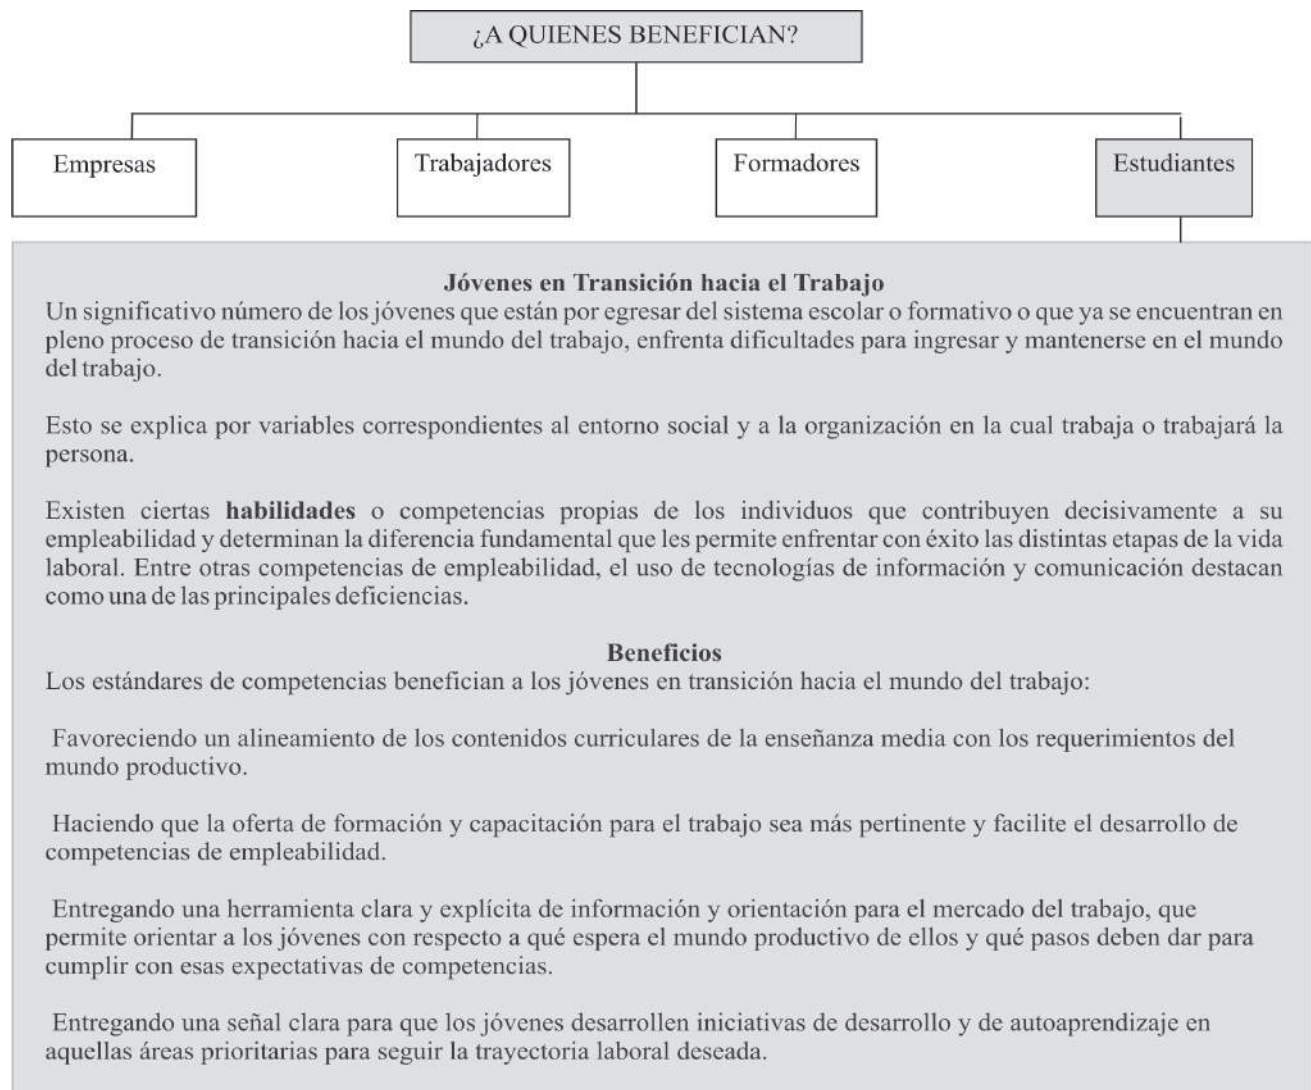 ¿A QUIENES BENEFICIAN?
Empresas
Trabajadores
Formadores
Estudiantes
Jóvenes en Transición hacia el Trabajo
Un significativo número de los jóvenes que están por egresar del sistema escolar o formativo o que ya se encuentran en
pleno proceso de transición hacia el mundo del trabajo, enfrenta dificultades para ingresar y mantenerse en el mundo
del trabajo.
Esto se explica por variables correspondientes al entorno social y a la organización en la cual trabaja o trabajará la
persona.
Existen ciertas habilidades o competencias propias de los individuos que contribuyen decisivamente a su
empleabilidad y determinan la diferencia fundamental que les permite enfrentar con éxito las distintas etapas de la vida
laboral. Entre otras competencias de empleabilidad, el uso de tecnologías de información y comunicación destacan
como una de las principales deficiencias.
Beneficios
Los estándares de competencias benefician a los jóvenes en transición hacia el mundo del trabajo:
Favoreciendo un alineamiento de los contenidos curriculares de la enseñanza media con los requerimientos del
mundo productivo.
Haciendo que la oferta de formación y capacitación para el trabajo sea más pertinente y facilite el desarrollo de
competencias de empleabilidad.
Entregando una herramienta clara y explícita de información y orientación para el mercado del trabajo, que
permite orientar a los jóvenes con respecto a qué espera el mundo productivo de ellos y qué pasos deben dar para
cumplir con esas expectativas de competencias.
Entregando una señal clara para que los jóvenes desarrollen iniciativas de desarrollo y de autoaprendizaje en
aquellas áreas prioritarias para seguir la trayectoria laboral deseada.